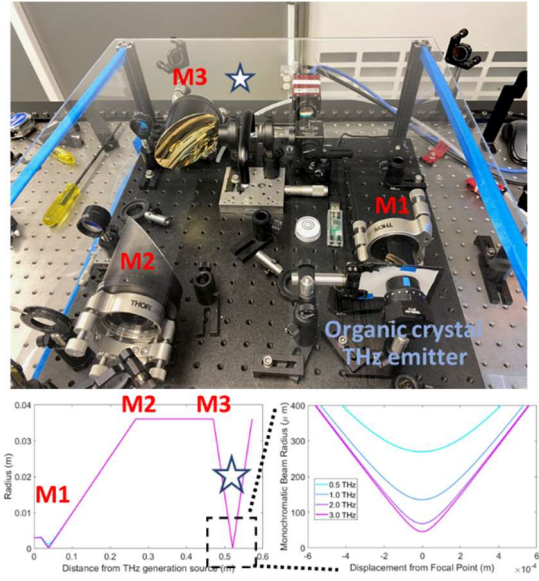 M3
M1
THOR
M2
THOR
Organic crystal
THz emitter
M2
M3
M1
0.04
0.03
0.02
0.01
0
0
0.1
0.2
0.3
0.4
0.5
0.6
Radius (m)
Distance from THz generation source (m)
400
300
200
100
0
-6
-4
-2
0
2
4
6
×10⁻⁴
Monochromatic Beam Radius (μm)
0.5 THz
1.0 THz
2.0 THz
3.0 THz
Displacement from Focal Point (m)